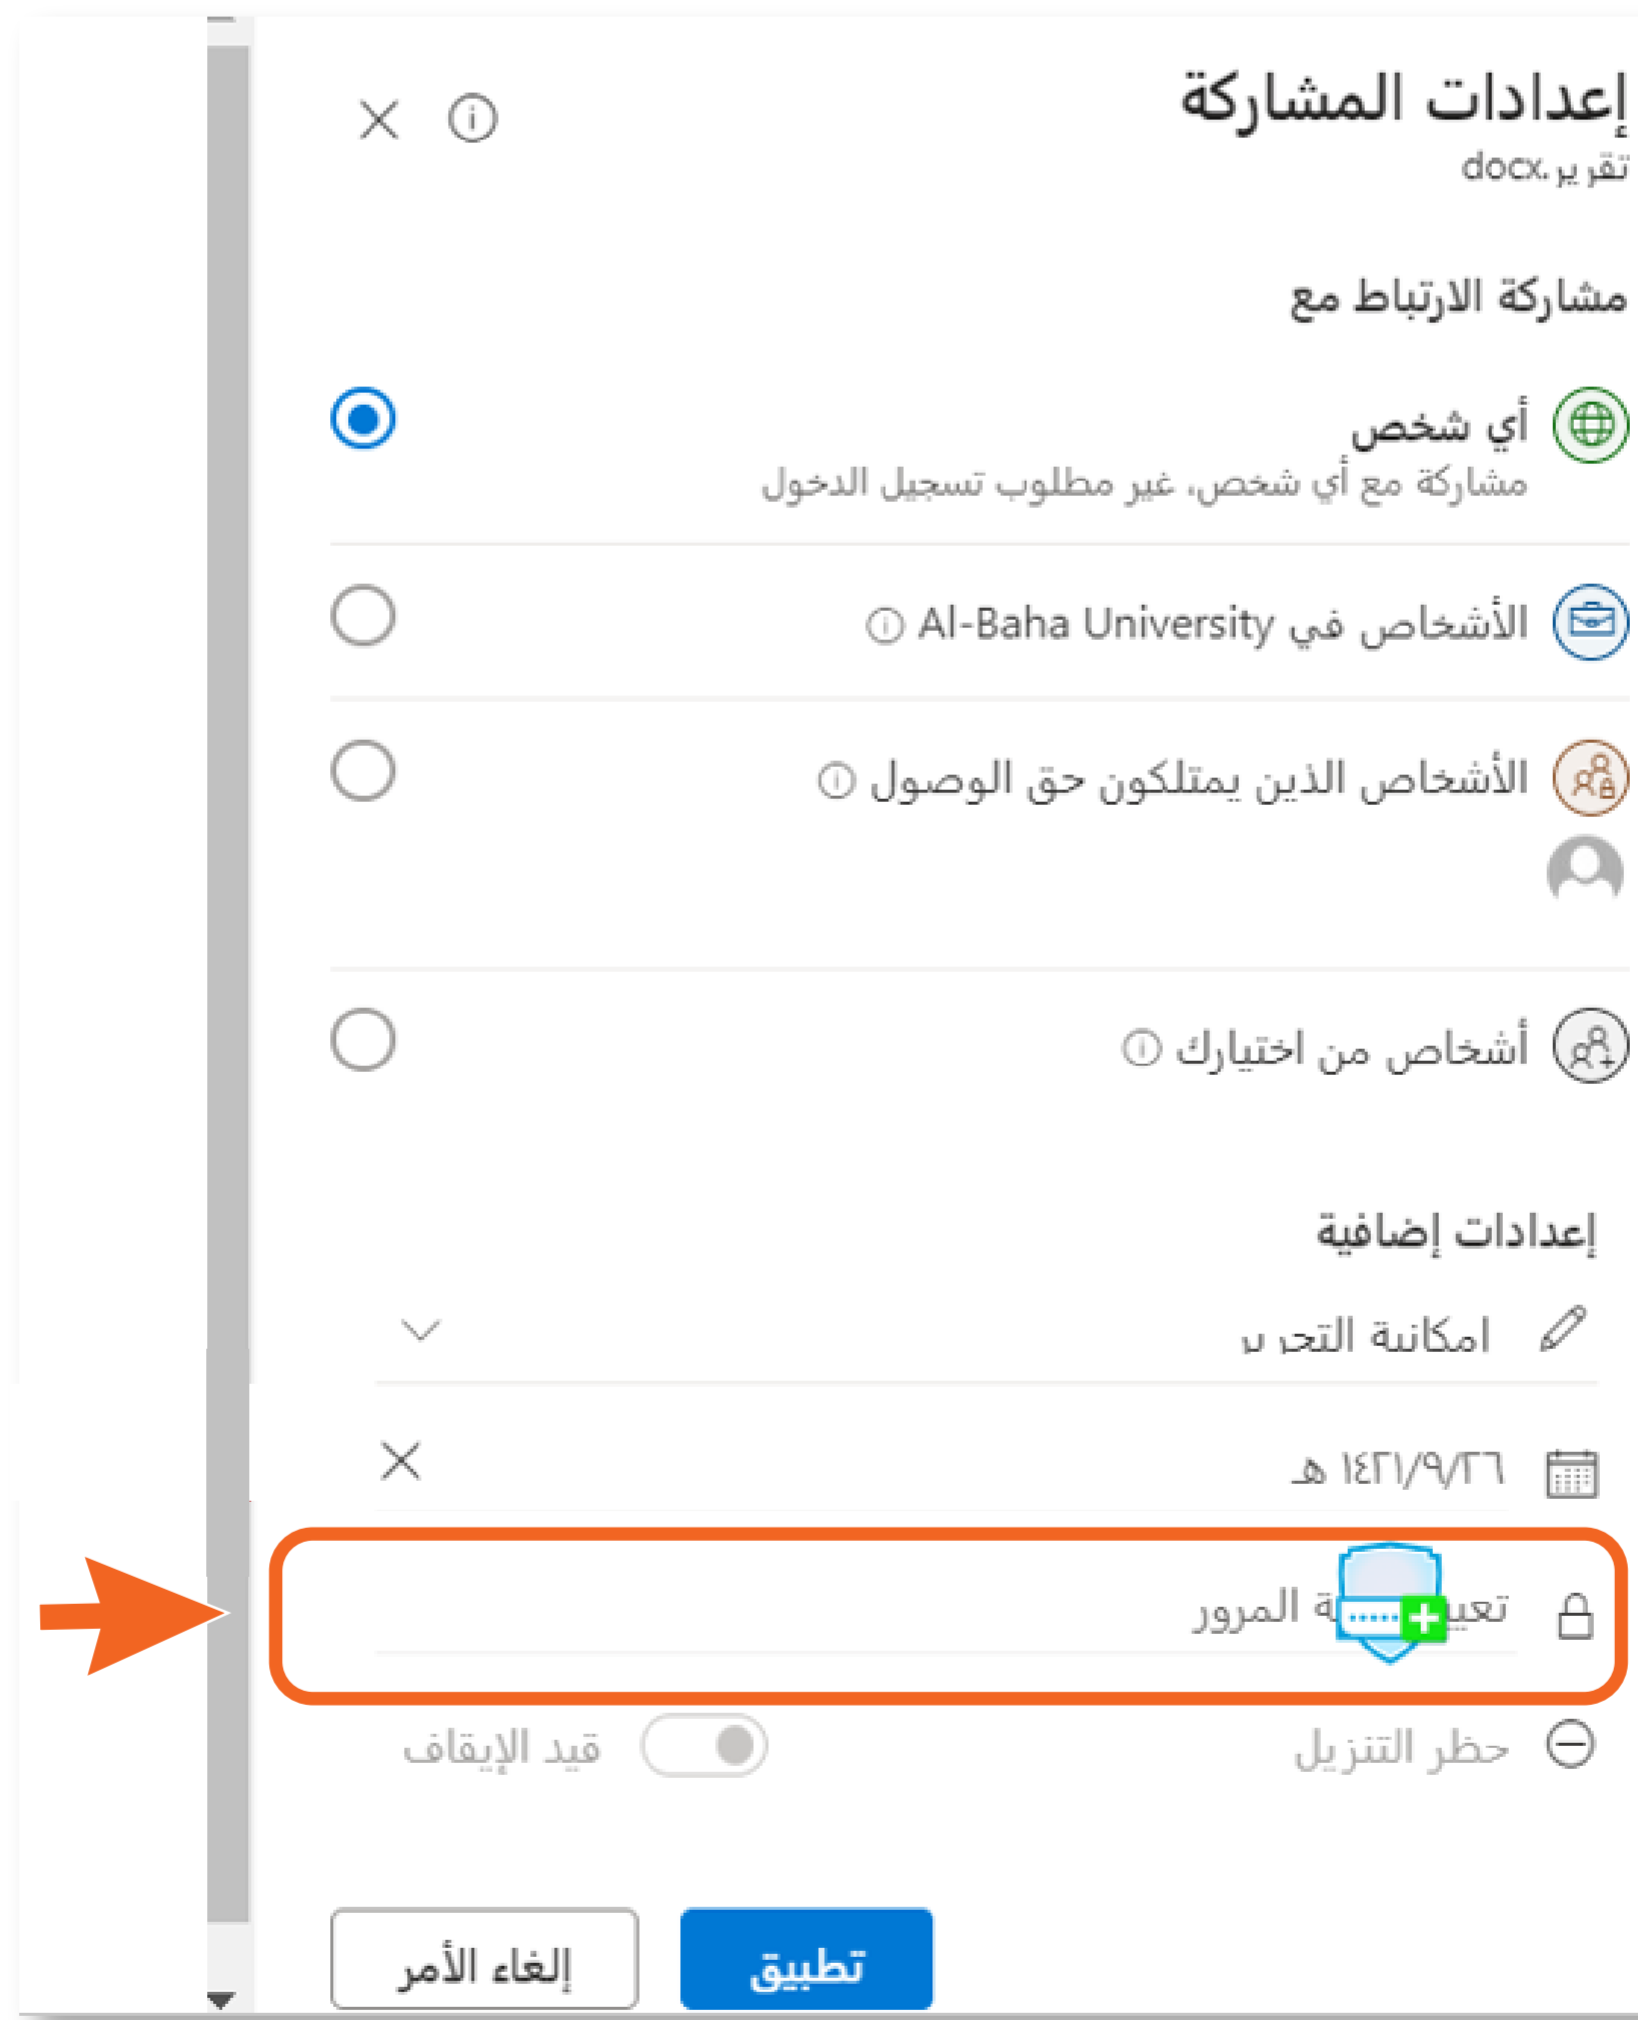 إعدادات المشاركة
تقرير.docx
مشاركة الارتباط مع
أي شخص
مشاركة مع أي شخص، غير مطلوب تسجيل الدخول
الأشخاص في Al-Baha University
الأشخاص الذين يمتلكون حق الوصول
أشخاص من اختيارك
إعدادات إضافية
امكانية التحرير
١٤٢١/٩/٢٦ هـ
المرور
حظر التنزيل
قيد الإيقاف
تطبيق
إلغاء الأمر